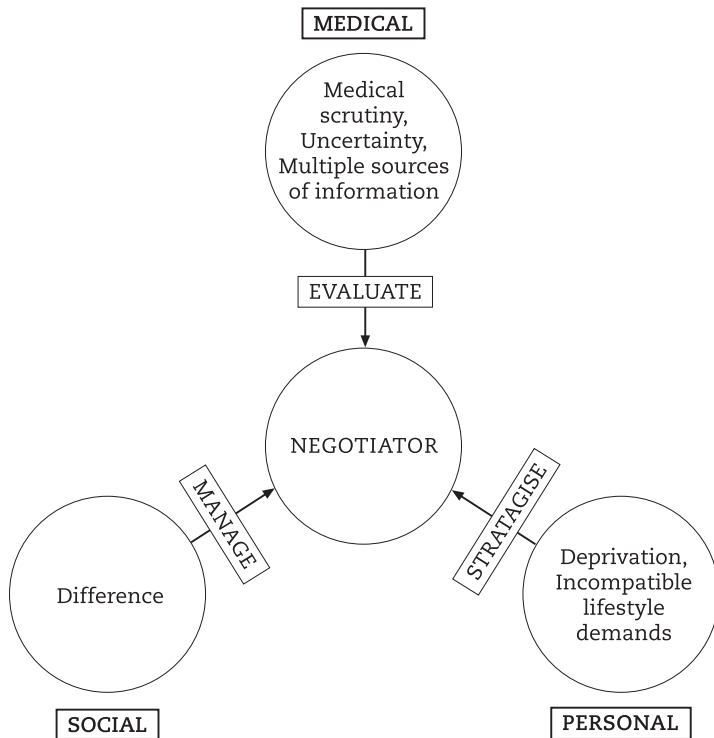 MEDICAL
Medical
scrutiny,
Uncertainty,
Multiple sources
of information
EVALUATE
NEGOTIATOR
MANAGE
STRATAGISE
Difference
Deprivation,
Incompatible
lifestyle
demands
SOCIAL
PERSONAL